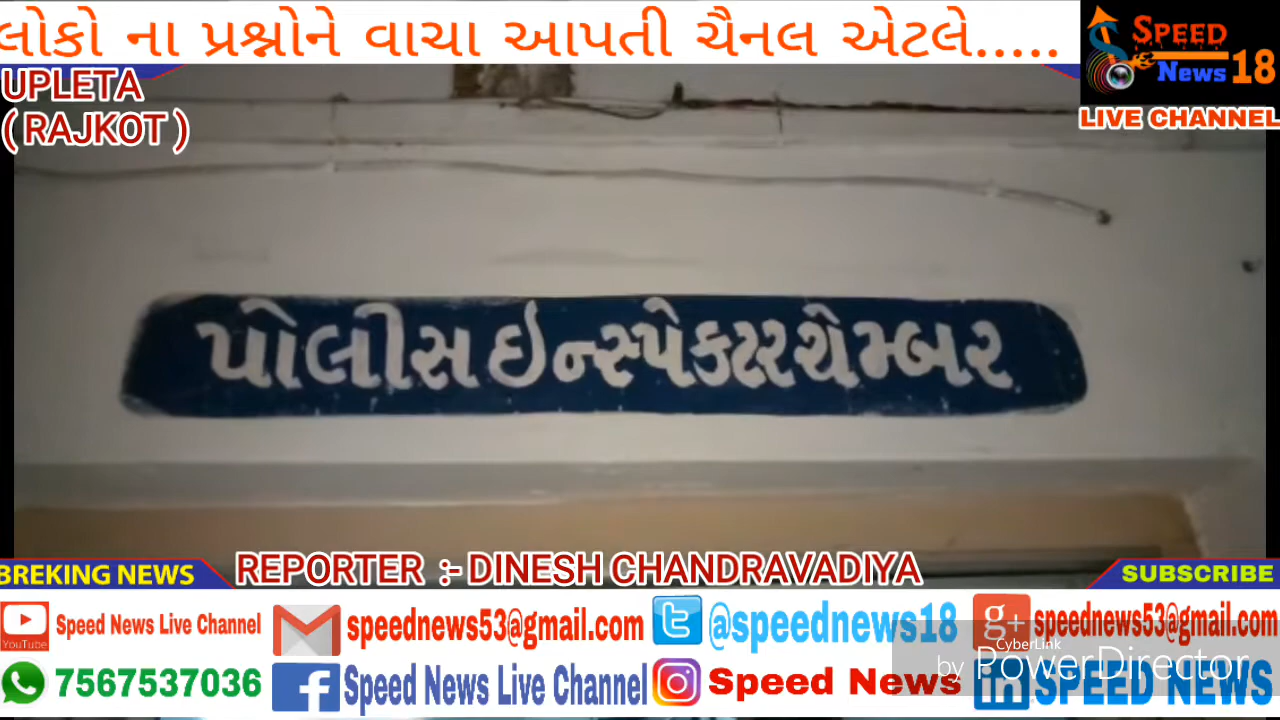 લોકો ના પ્રશ્નોને વાચા આપતી ચૈનલ એટલે.....
SPEED
News 18
LIVE CHANNEL
UPLETA
( RAJKOT )
પોલીસ ઇન્સ્પેકટર ચેમ્બર
BREKING NEWS
REPORTER :- DINESH CHANDRAVADIYA
SUBSCRIBE
YouTube
Speed News Live Channel
speednews53@gmail.com
@speednews18
g+
speednews53@gmail.com
7567537036
Speed News Live Channel
Speed News
in
SPEED NEWS
CyberLink
by PowerDirector